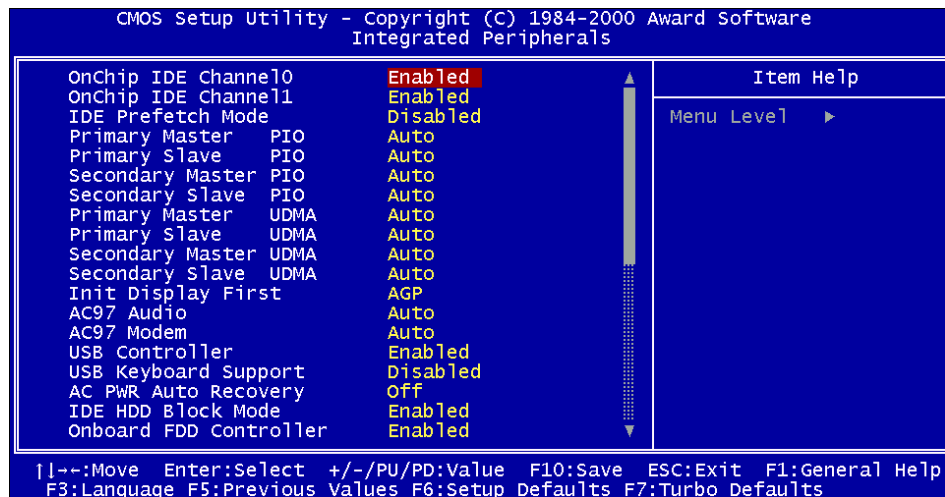 CMOS Setup Utility - Copyright (C) 1984-2000 Award Software
Integrated Peripherals
OnChip IDE Channel0 Enabled
OnChip IDE Channel1 Enabled
IDE Prefetch Mode Disabled
Primary Master PIO Auto
Primary Slave PIO Auto
Secondary Master PIO Auto
Secondary Slave PIO Auto
Primary Master UDMA Auto
Primary Slave UDMA Auto
Secondary Master UDMA Auto
Secondary Slave UDMA Auto
Init Display First AGP
AC97 Audio Auto
AC97 Modem Auto
USB Controller Enabled
USB Keyboard Support Disabled
AC PWR Auto Recovery Off
IDE HDD Block Mode Enabled
Onboard FDD Controller Enabled
Item Help
Menu Level ►
↑↓→←:Move Enter:Select +/-/PU/PD:Value F10:Save ESC:Exit F1:General Help
F3:Language F5:Previous Values F6:Setup Defaults F7:Turbo Defaults